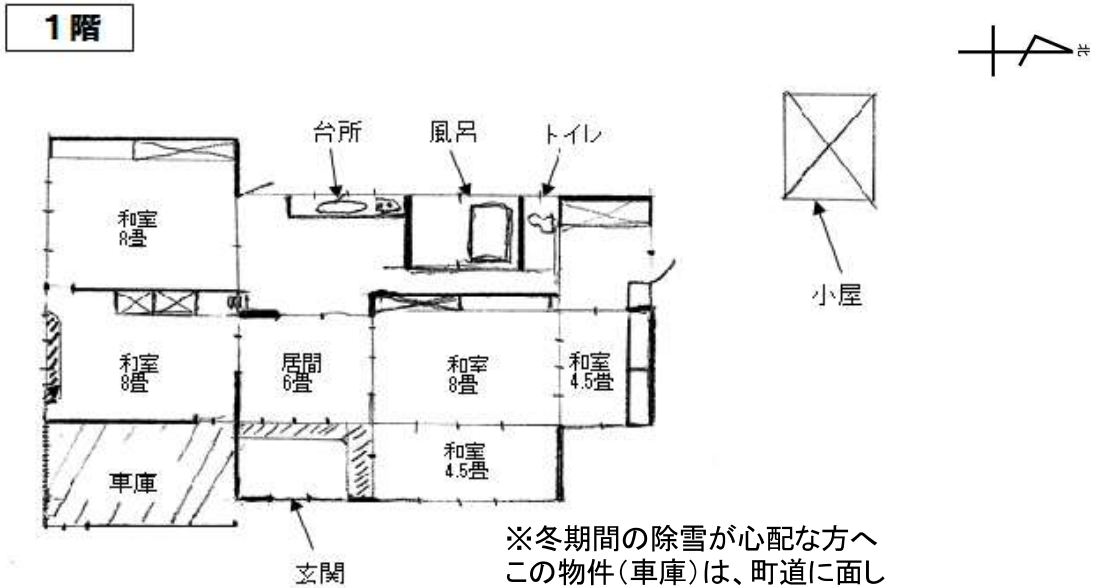 1階
北
台所
風呂
トイレ
和室
8畳
小屋
和室
8畳
居間
6畳
和室
8畳
和室
4.5畳
和室
4.5畳
車庫
玄関
※冬期間の除雪が心配な方へ
この物件(車庫)は、町道に面し